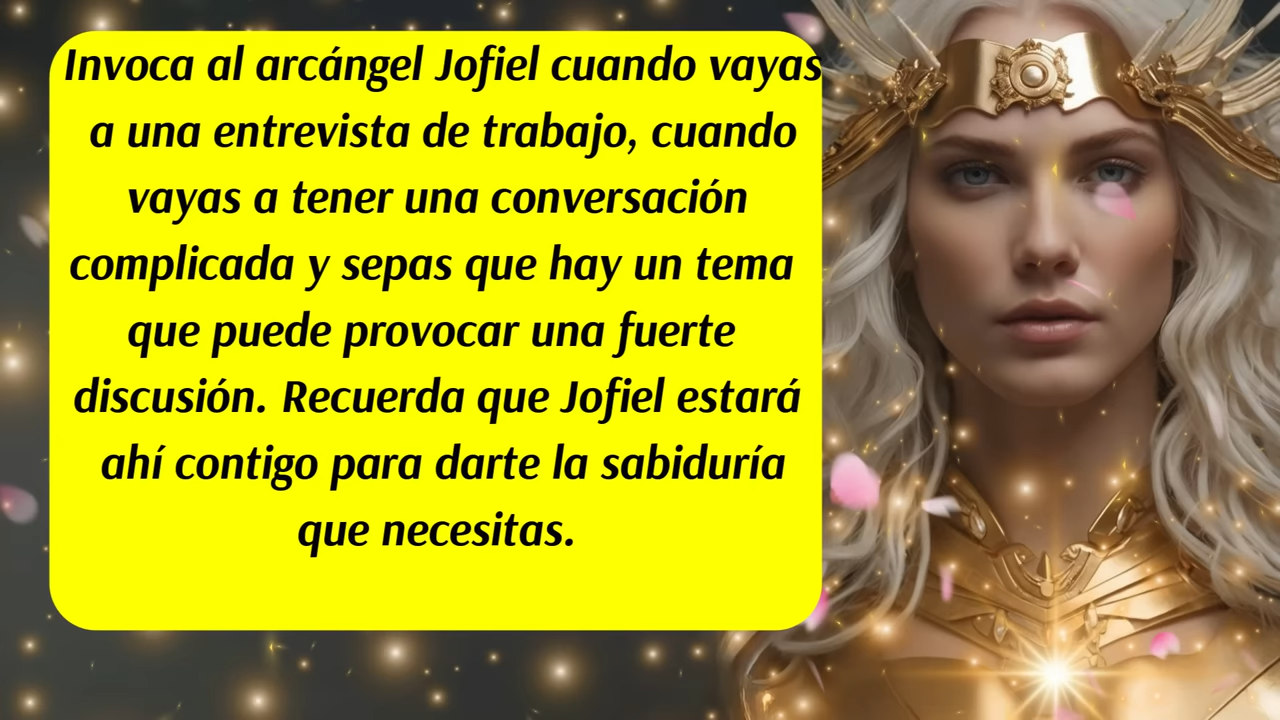 Invoca al arcángel Jofiel cuando vayas
a una entrevista de trabajo, cuando
vayas a tener una conversación
complicada y sepas que hay un tema
que puede provocar una fuerte
discusión. Recuerda que Jofiel estará
ahí contigo para darte la sabiduría
que necesitas.